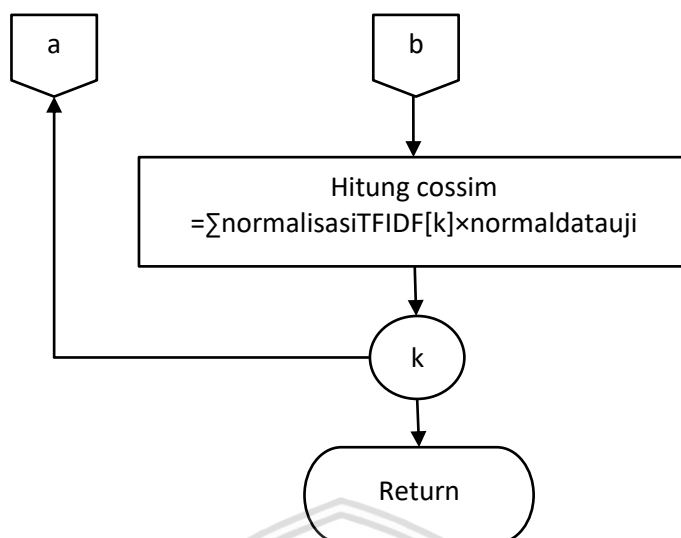 a
b
Hitung cossim
=∑normalisasiTFIDF[k]×normaldatauji
k
Return